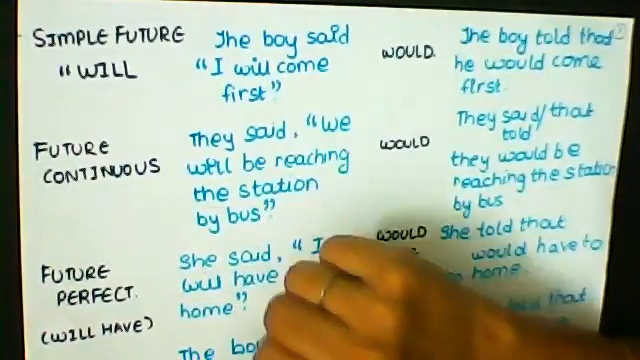 SIMPLE FUTURE
"WILL
The boy said
"I will come
first"
WOULD
The boy told that
he would come
first.
FUTURE
CONTINUOUS
They said, "We
will be reaching
the station
by bus"
WOULD
They said/that
told
they would be
reaching the station
by bus
FUTURE
PERFECT.
(WILL HAVE)
She said, "I
will have
home"
WOULD
She told that
would have to
home.
The boy
told that